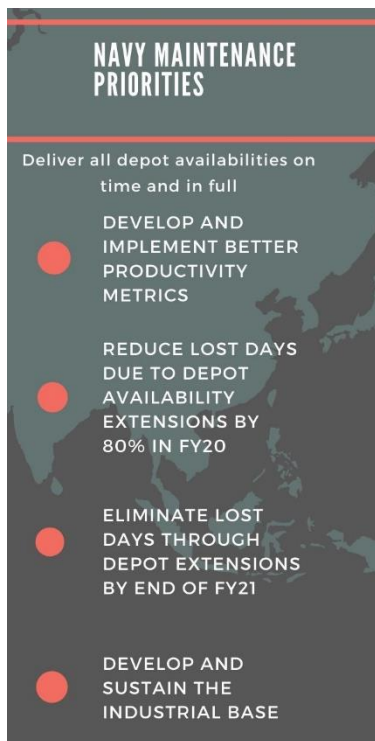 NAVY MAINTENANCE
PRIORITIES
Deliver all depot availabilities on
time and in full
DEVELOP AND
IMPLEMENT BETTER
PRODUCTIVITY
METRICS
REDUCE LOST DAYS
DUE TO DEPOT
AVAILABILITY
EXTENSIONS BY
80% IN FY20
ELIMINATE LOST
DAYS THROUGH
DEPOT EXTENSIONS
BY END OF FY21
DEVELOP AND
SUSTAIN THE
INDUSTRIAL BASE